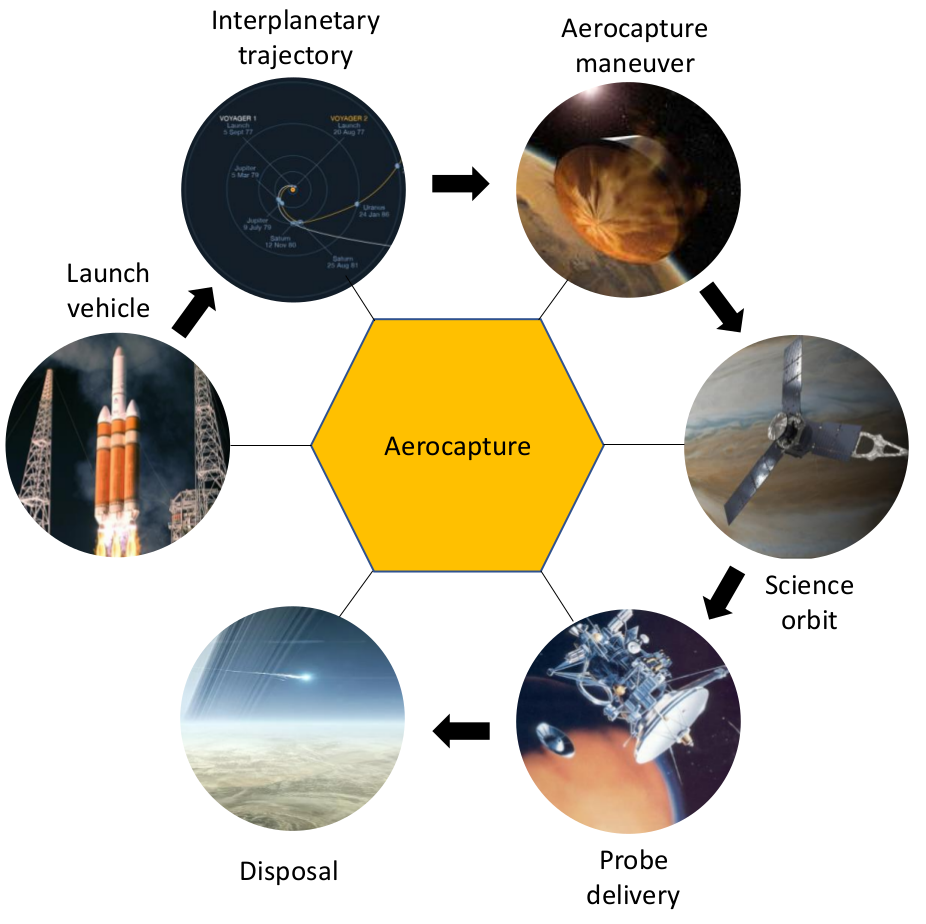 Interplanetary
trajectory
Aerocapture
maneuver
VOYAGER 1
Launch
5 Sept 77
VOYAGER 2
Launch
20 Aug 77
Jupiter
5 Mar 79
Uranus
24 Jan 86
Jupiter
9 July 79
Saturn
12 Nov 80
Saturn
25 Aug 81
Launch
vehicle
Aerocapture
Science
orbit
Disposal
Probe
delivery